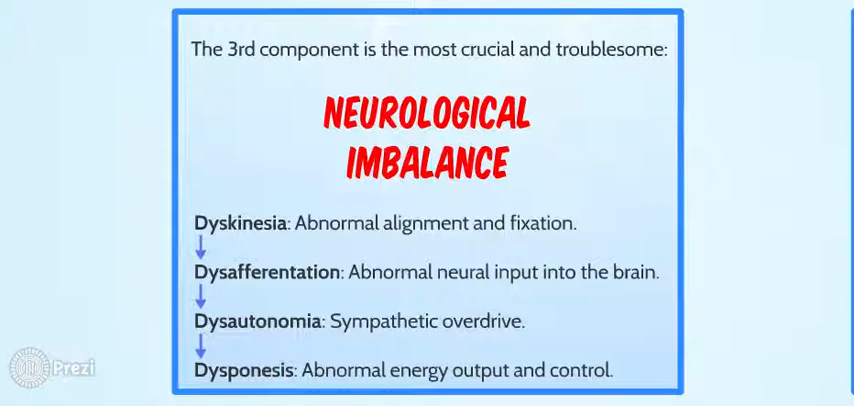 The 3rd component is the most crucial and troublesome:
NEUROLOGICAL
IMBALANCE
Dyskinesia: Abnormal alignment and fixation.
Dysafferentation: Abnormal neural input into the brain.
Dysautonomia: Sympathetic overdrive.
Dysponesis: Abnormal energy output and control.
Prezi